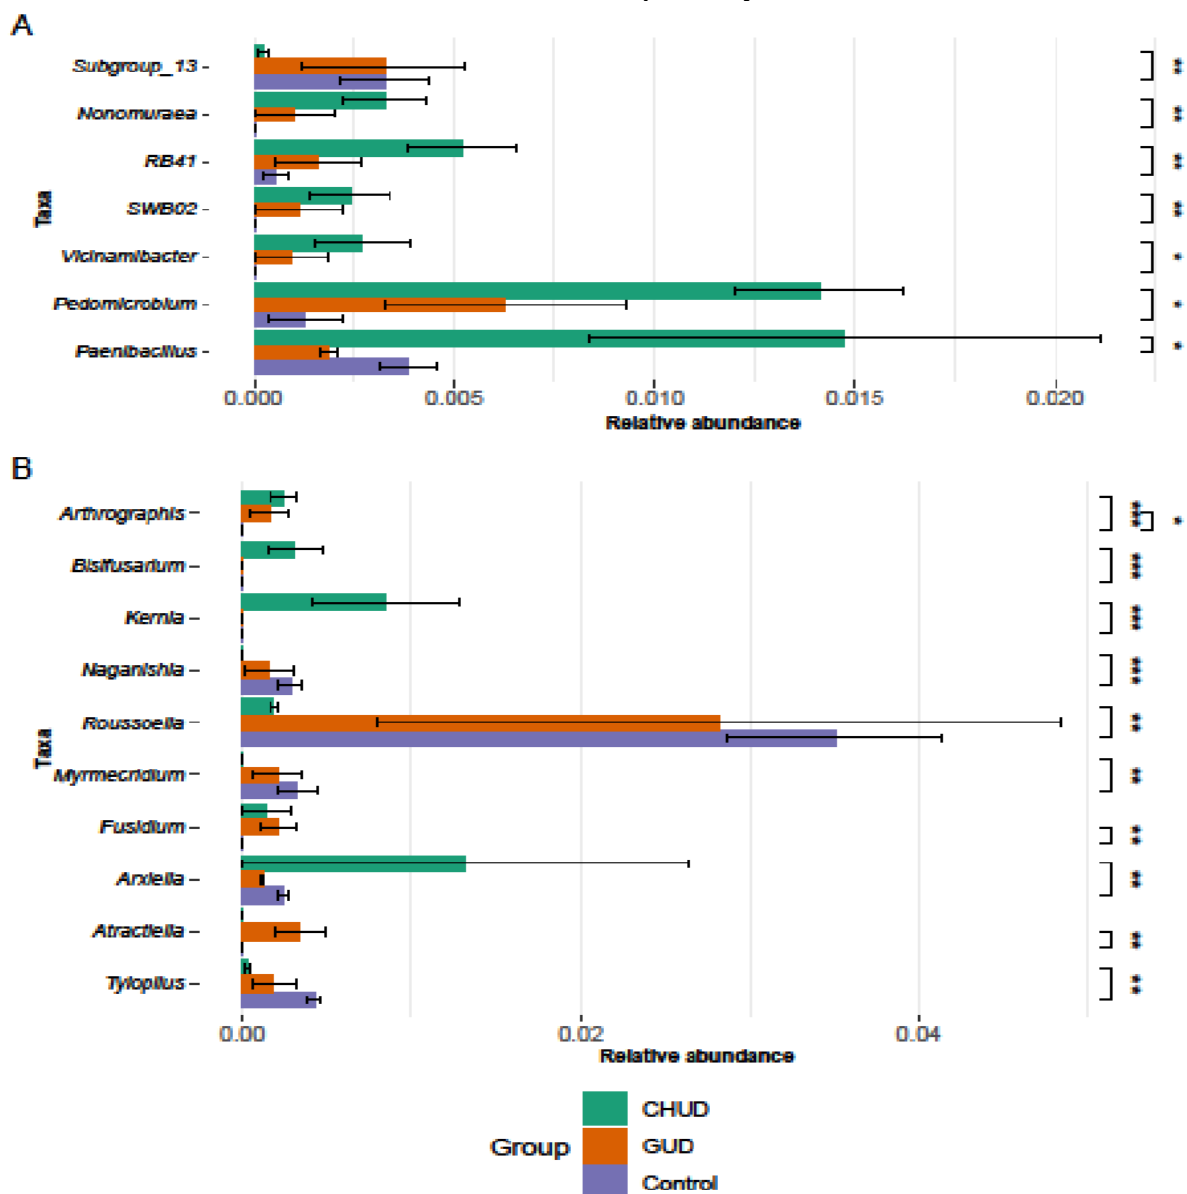 A
Subgroup_13
**
Nonomuraea
**
RB41
**
SWB02
**
Vicinamibacter
*
Pedomicrobium
*
Paenibacillus
*
Taxa
0.000 0.005 0.010 0.015 0.020
Relative abundance
B
Arthrographis
*** *
Bisifusarium
***
Kernia
***
Naganishia
***
Roussoella
**
Myrmecridium
**
Fusidium
**
Arxiella
**
Atractiella
**
Tylopilus
**
Taxa
0.00 0.02 0.04
Relative abundance
Group
CHUD
GUD
Control